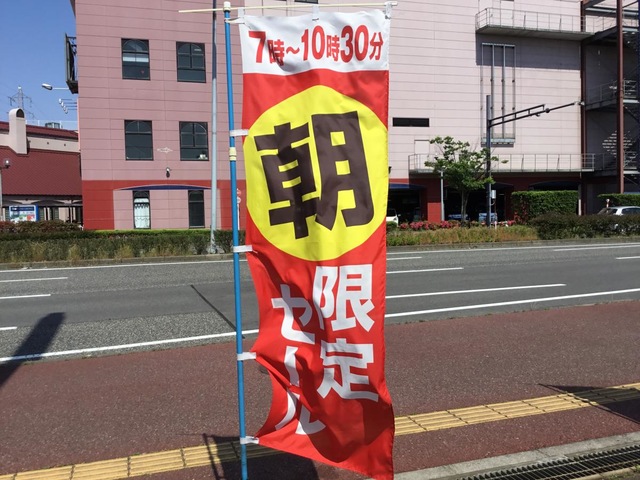 7時～10時30分
朝
限定
セール